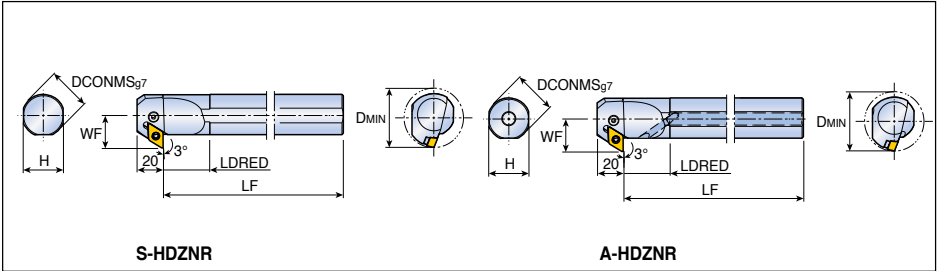 DCONMSg7
WF
H
20
3°
LDRED
LF
DMIN
S-HDZNR
DCONMSg7
WF
H
20
3°
LDRED
LF
DMIN
A-HDZNR